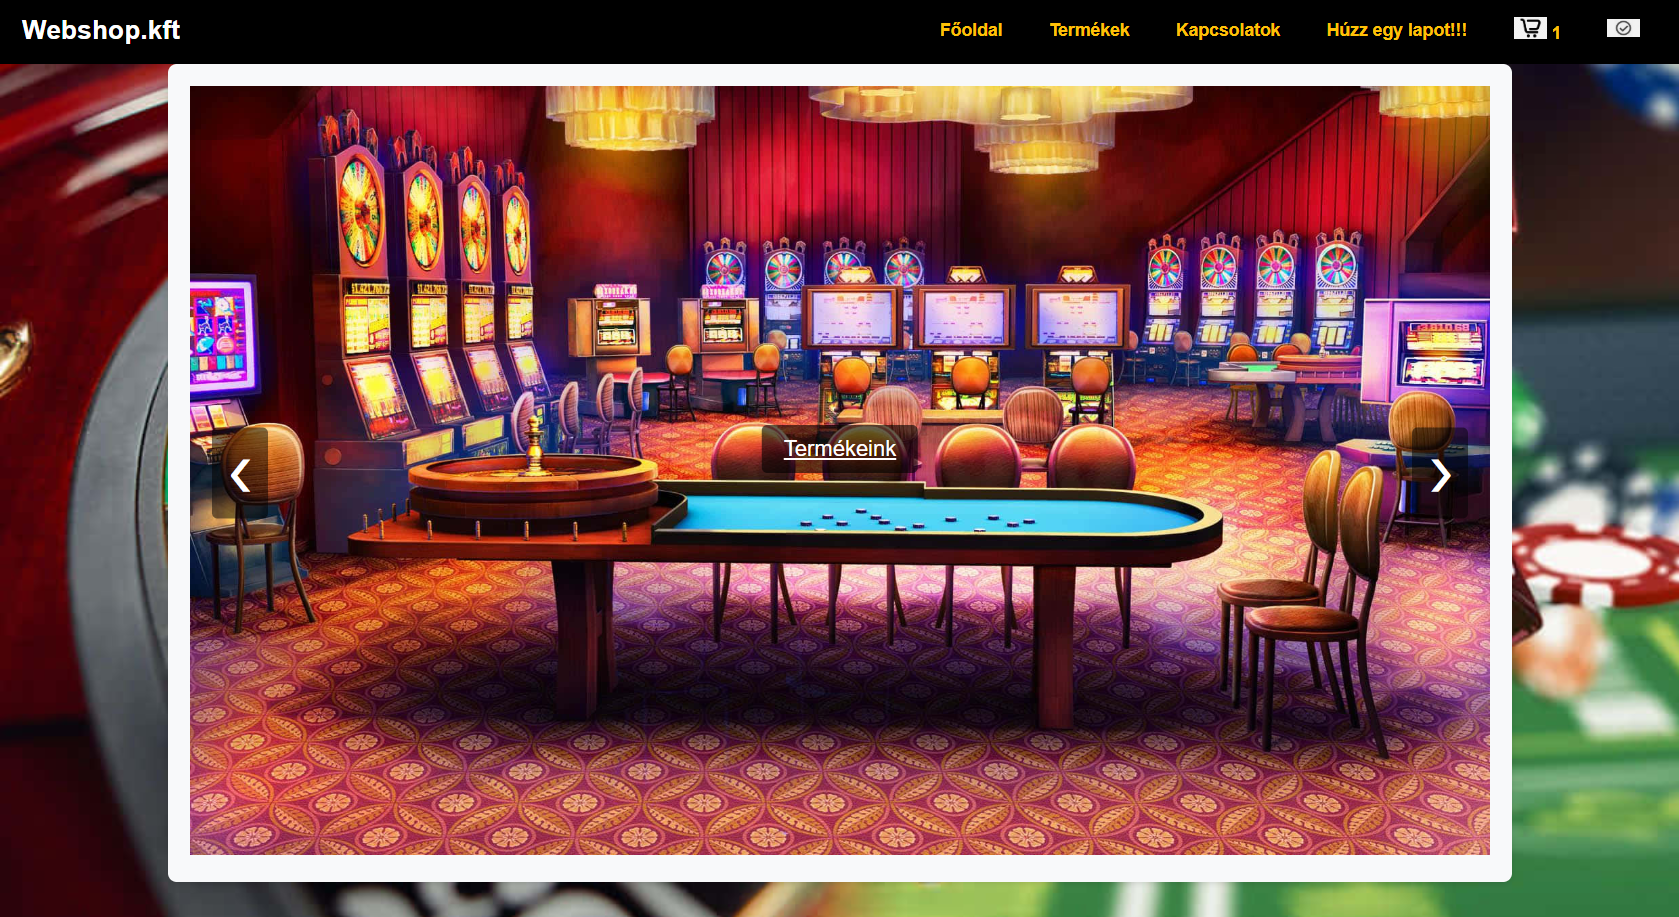 Webshop.kft
Főoldal
Termékek
Kapcsolatok
Húzz egy lapot!!!
1
Termékeink